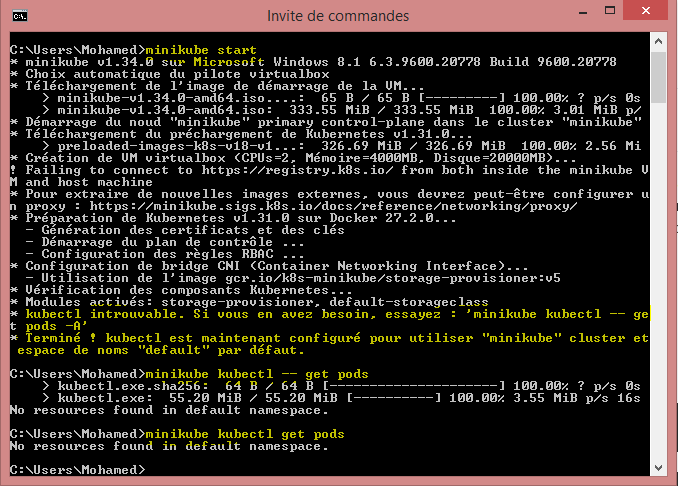 Invite de commandes
C:\Users\Mohamed>minikube start
* minikube v1.34.0 sur Microsoft Windows 8.1 6.3.9600.20778 Build 9600.20778
* Choix automatique du pilote virtualbox
* Téléchargement de l'image de démarrage de la VM...
> minikube-v1.34.0-amd64.iso....: 65 B / 65 B [---------] 100.00% ? p/s 0s
> minikube-v1.34.0-amd64.iso: 333.55 MiB / 333.55 MiB 100.00% 3.01 MiB p/
* Démarage du nœud "minikube" primary control-plane dans le cluster "minikube"
* Téléchargement du préchargement de Kubernetes v1.31.0...
> preloaded-images-k8s-v18-v1...: 326.69 MiB / 326.69 MiB 100.00% 2.56 Mi
* Création de VM virtualbox (CPUs=2, Mémoire=4000MB, Disque=20000MB)...
! Failing to connect to https://registry.k8s.io/ from both inside the minikube V
M and host machine
* Pour extraire de nouvelles images externes, vous devrez peut-être configurer u
n proxy : https://minikube.sigs.k8s.io/docs/reference/networking/proxy/
* Préparation de Kubernetes v1.31.0 sur Docker 27.2.0...
- Génération des certificats et des clés
- Démarrage du plan de contrôle ...
- Configuration des règles RBAC ...
* Configuration de bridge CNI (Container Networking Interface)...
- Utilisation de l'image gcr.io/k8s-minikube/storage-provisioner:v5
* Vérification des composants Kubernetes...
* Modules activés: storage-provisioner, default-storageclass
* kubectl introuvable. Si vous en avez besoin, essayez : 'minikube kubectl -- ge
t pods -A'
* Terminé ! kubectl est maintenant configuré pour utiliser "minikube" cluster et
espace de noms "default" par défaut.
C:\Users\Mohamed>minikube kubectl -- get pods
> kubectl.exe.sha256: 64 B / 64 B [----------------------] 100.00% ? p/s 0s
> kubectl.exe: 55.20 MiB / 55.20 MiB [----------] 100.00% 3.55 MiB p/s 16s
No resources found in default namespace.
C:\Users\Mohamed>minikube kubectl get pods
No resources found in default namespace.
C:\Users\Mohamed>